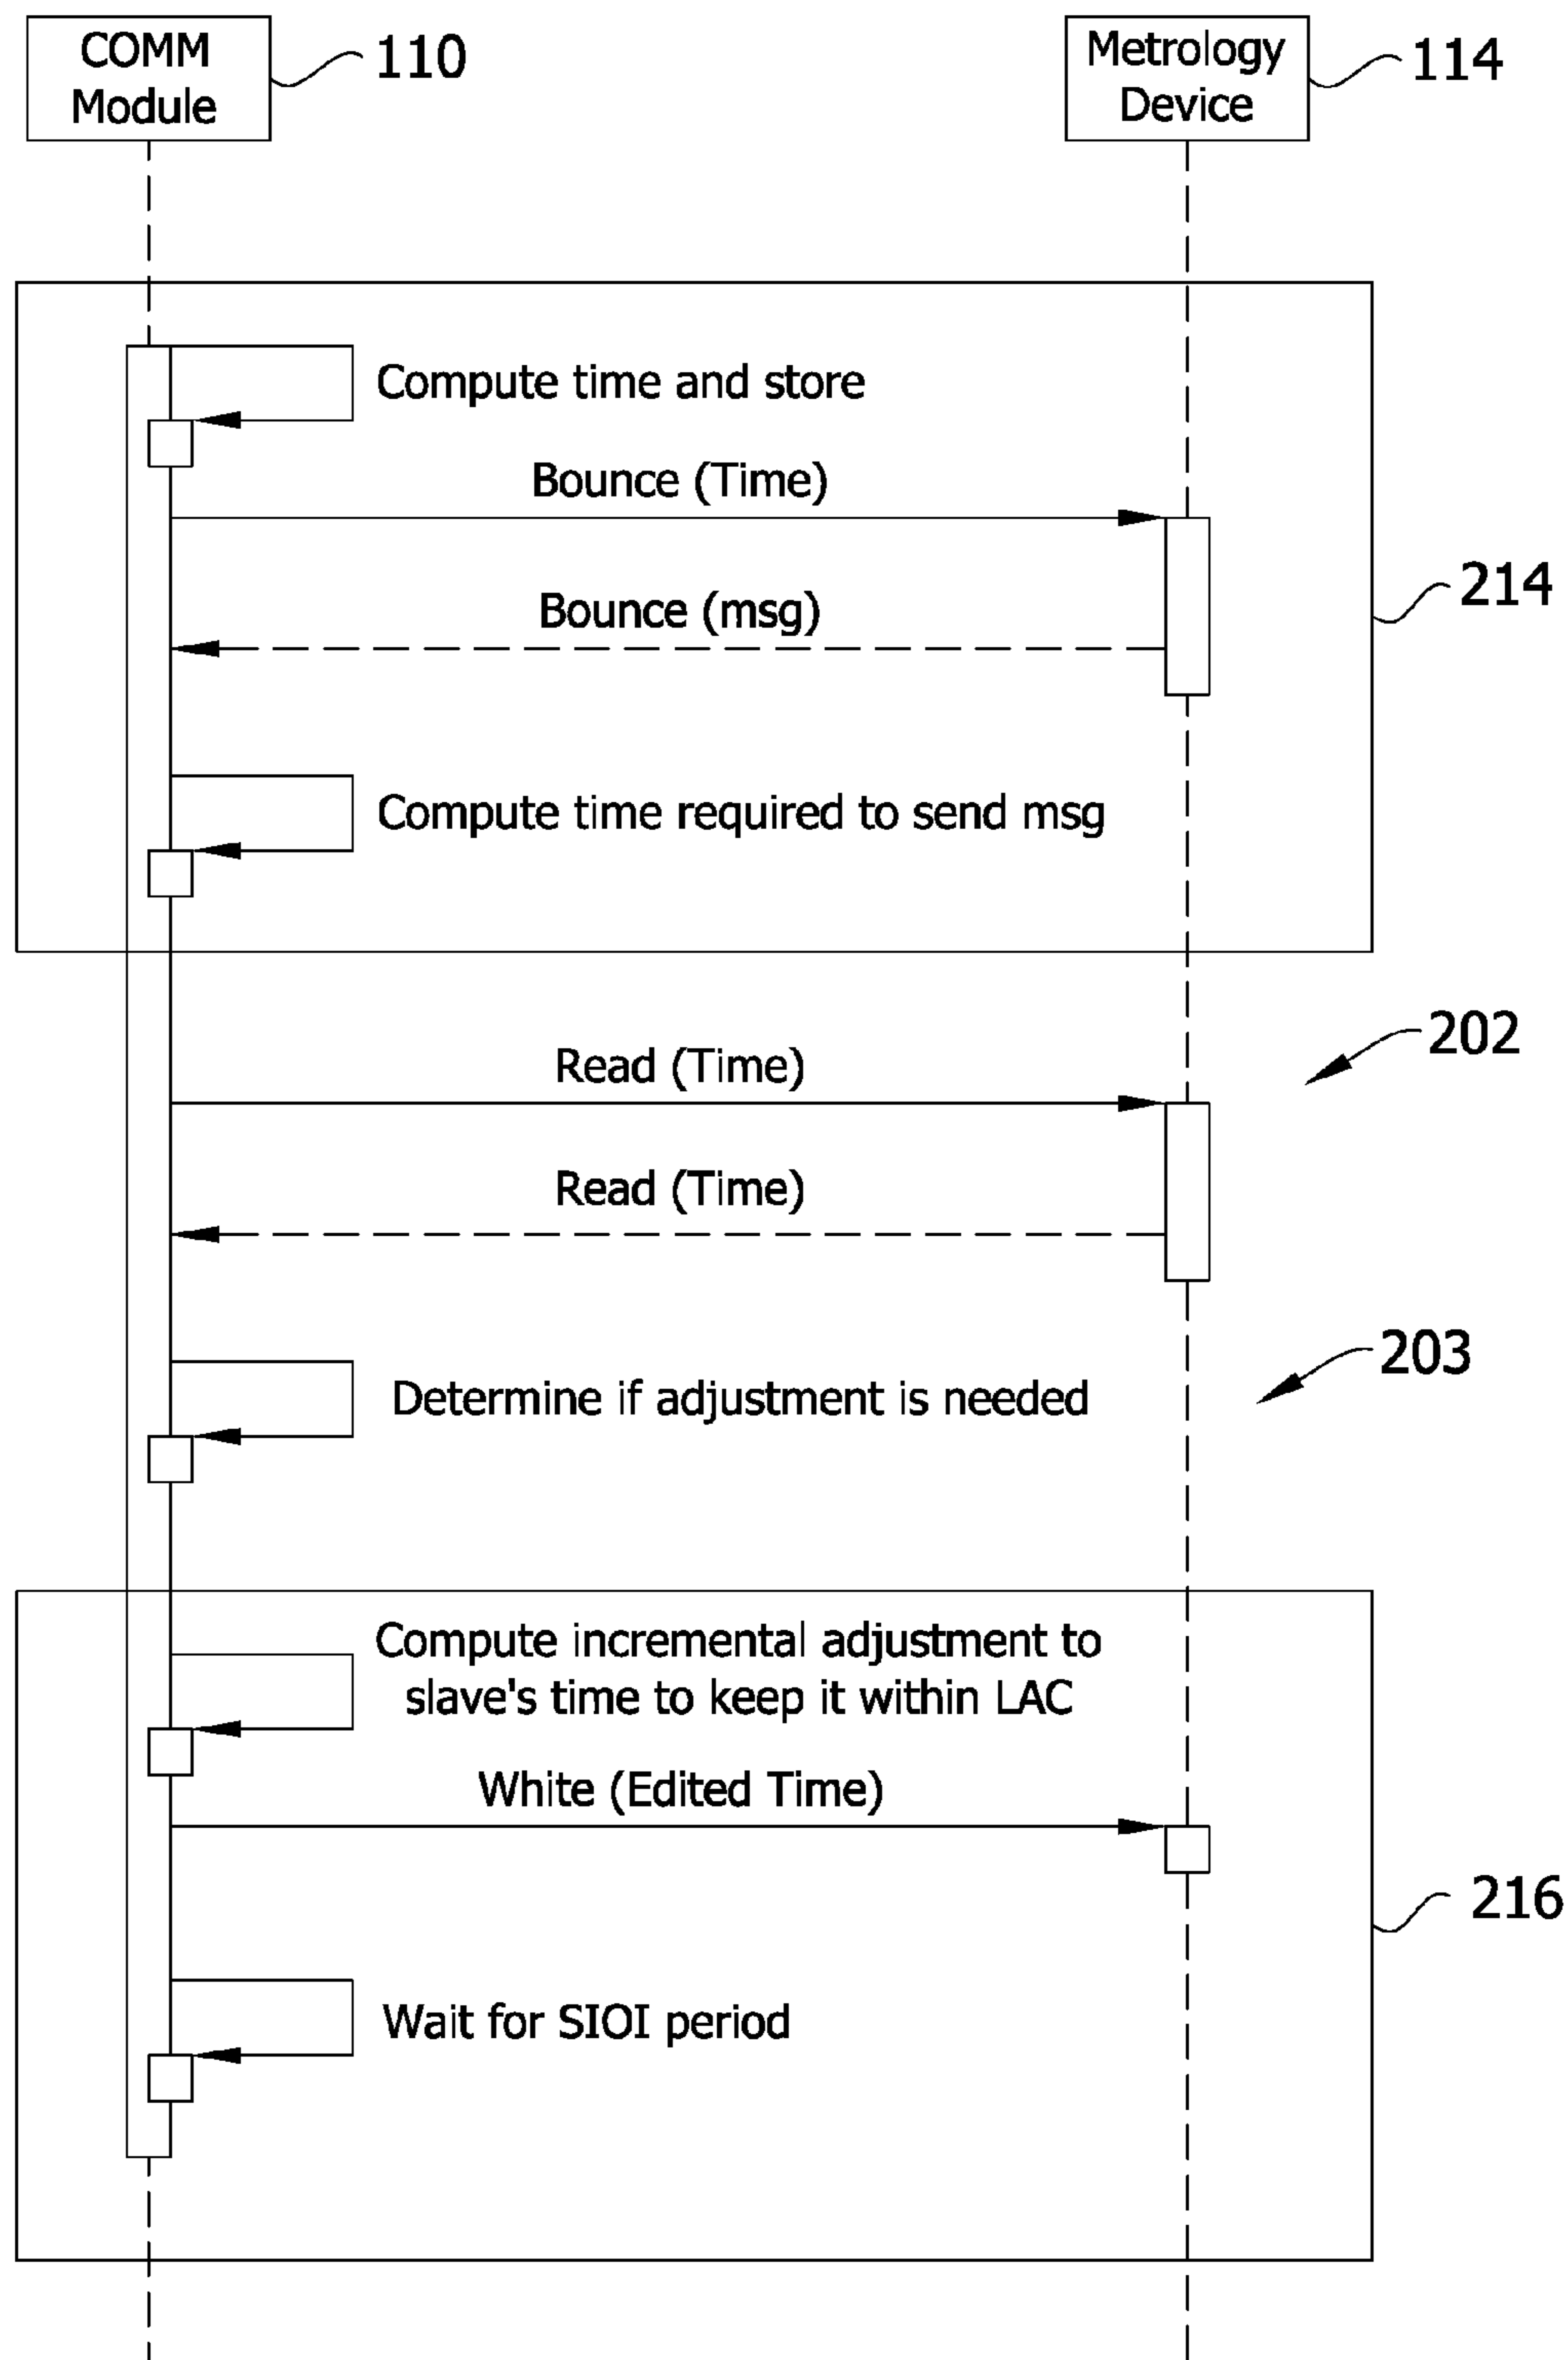 COMM
Module
110
Metrology
Device
114
Compute time and store
Bounce (Time)
214
Bounce (msg)
Compute time required to send msg
202
Read (Time)
Read (Time)
203
Determine if adjustment is needed
Compute incremental adjustment to
slave's time to keep it within LAC
White (Edited Time)
216
Wait for SIOI period